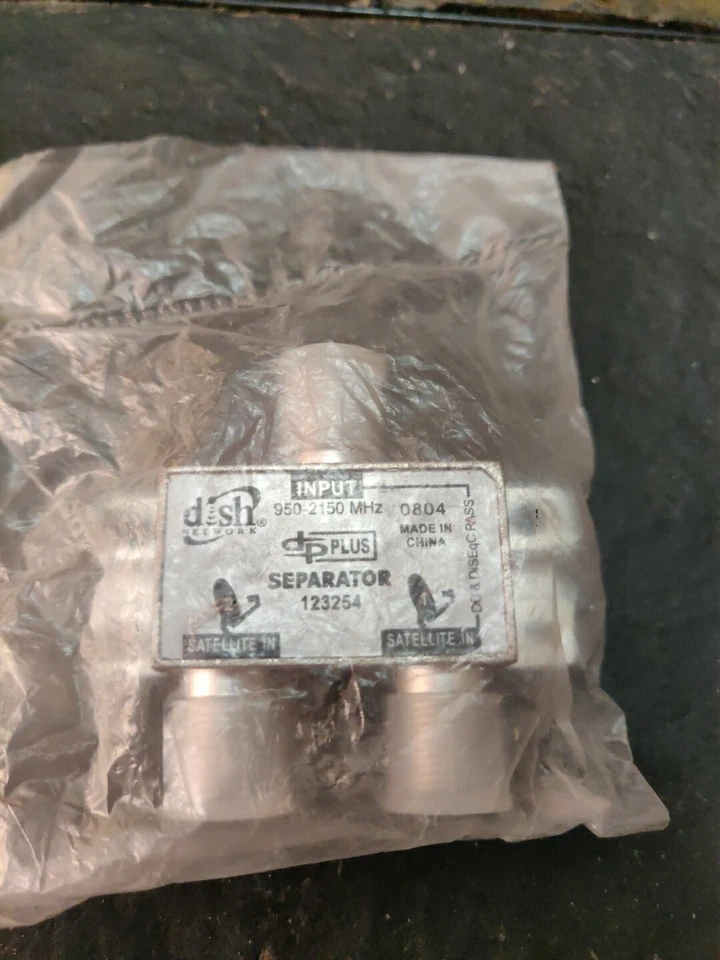 INPUT
dish®
NETWORK
950-2150 MHz
0804
MADE IN
CHINA
dp PLUS
SEPARATOR
123254
DC & DiSEqC PASS
SATELLITE IN
SATELLITE IN